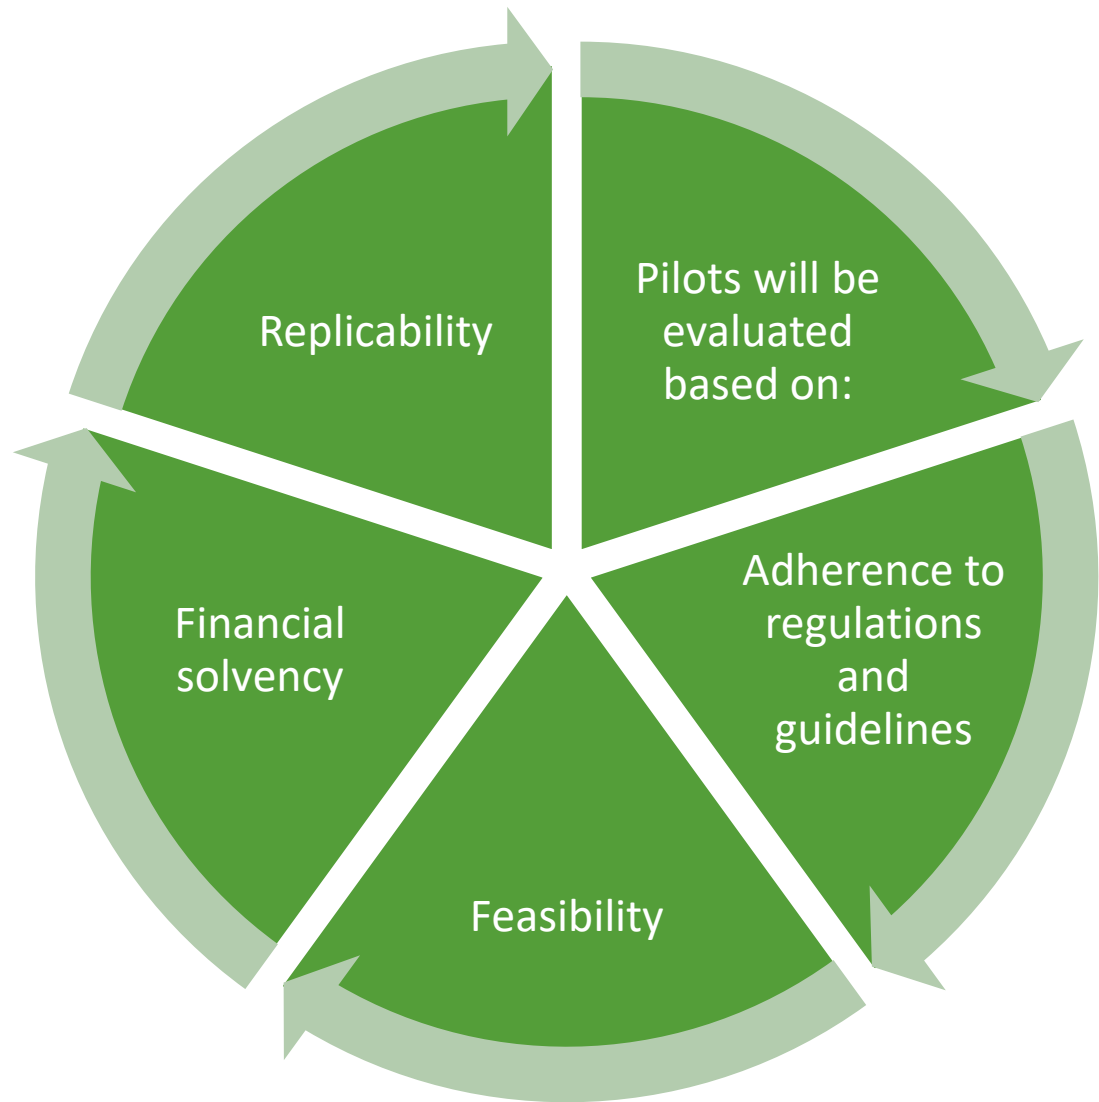 Pilots will be
evaluated
based on:
Adherence to
regulations
and
guidelines
Feasibility
Financial
solvency
Replicability